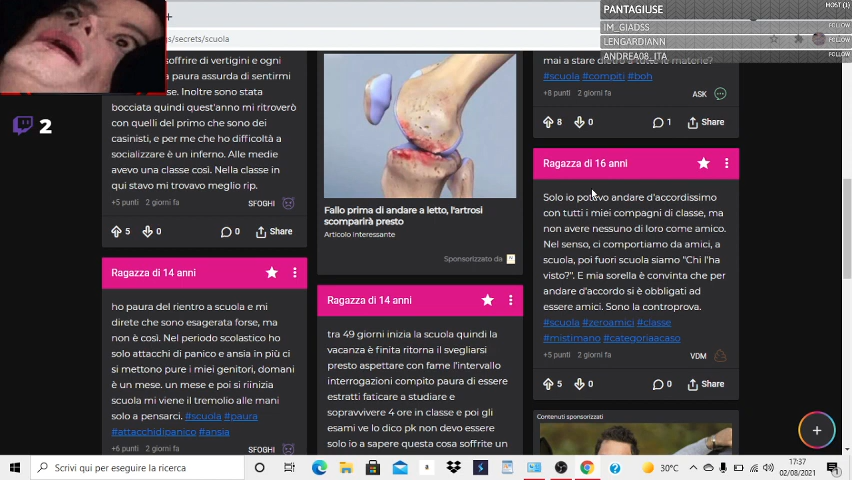 PANTAGIUSE
HOST (1)
IM_GIADSS
FOLLOW
LENGARDIANN
FOLLOW
ANDREA08_ITA
FOLLOW
gs/secrets/scuola
2
soffrire di vertigini e ogni
paura assurda di sentirmi
se. Inoltre sono stata
bocciata quindi quest'anno mi ritroverò
con quelli del primo che sono dei
casinisti, e per me che ho difficoltà a
socializzare è un inferno. Alle medie
avevo una classe così. Nella classe in
qui stavo mi trovavo meglio rip.
+5 punti 2 giorni fa
SFOGHI
5 0 0 Share
Ragazza di 14 anni
ho paura del rientro a scuola e mi
direte che sono esagerata forse, ma
non è così. Nel periodo scolastico ho
solo attacchi di panico e ansia in più ci
si mettono pure i miei genitori, domani
è un mese. un mese e poi si riinizia
scuola mi viene il tremolio alle mani
solo a pensarci. #scuola #paura
#attacchidipanico #ansia
+6 punti 2 giorni fa
SFOGHI
Fallo prima di andare a letto, l'artrosi
scomparirà presto
Articolo interessante
Sponsorizzato da
Ragazza di 14 anni
tra 49 giorni inizia la scuola quindi la
vacanza è finita ritorna il svegliarsi
presto aspettare con fame l'intervallo
interrogazioni compito paura di essere
estratti faticare a studiare e
sopravvivere 4 ore in classe e poi gli
esami ve lo dico pk non devo essere
solo io a sapere questa cosa soffrite un
mai a stare dietro a tutte le materie?
#scuola #compiti #boh
+8 punti 2 giorni fa
ASK
8 0 1 Share
Ragazza di 16 anni
Solo io potevo andare d'accordissimo
con tutti i miei compagni di classe, ma
non avere nessuno di loro come amico.
Nel senso, ci comportiamo da amici, a
scuola, poi fuori scuola siamo "Chi l'ha
visto?". E mia sorella è convinta che per
andare d'accordo si è obbligati ad
essere amici. Sono la controprova.
#scuola #zeroamici #classe
#mistimano #categoriaacaso
+5 punti 2 giorni fa
VDM
5 0 0 Share
Contenuti sponsorizzati
Scrivi qui per eseguire la ricerca
30°C
17:37
02/08/2021